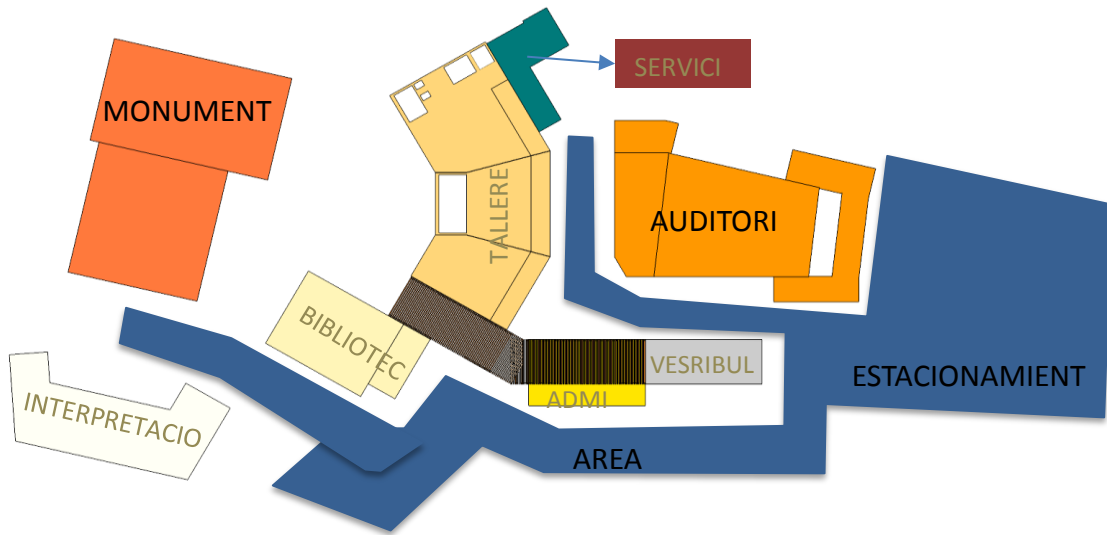 SERVICI
MONUMENT
TALLERE
AUDITORI
BIBLIOTEC
VESRIBUL
ESTACIONAMIENT
ADMI
INTERPRETACIO
AREA